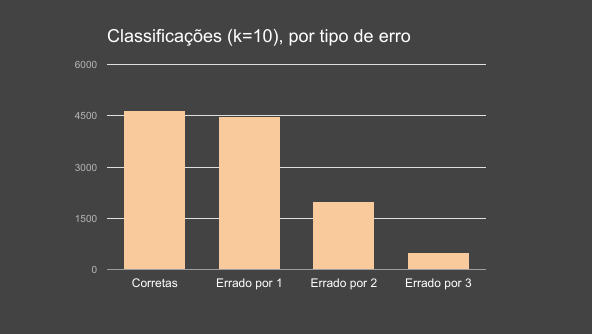 Classificações (k=10), por tipo de erro
6000
4500
3000
1500
0
Corretas
Errado por 1
Errado por 2
Errado por 3